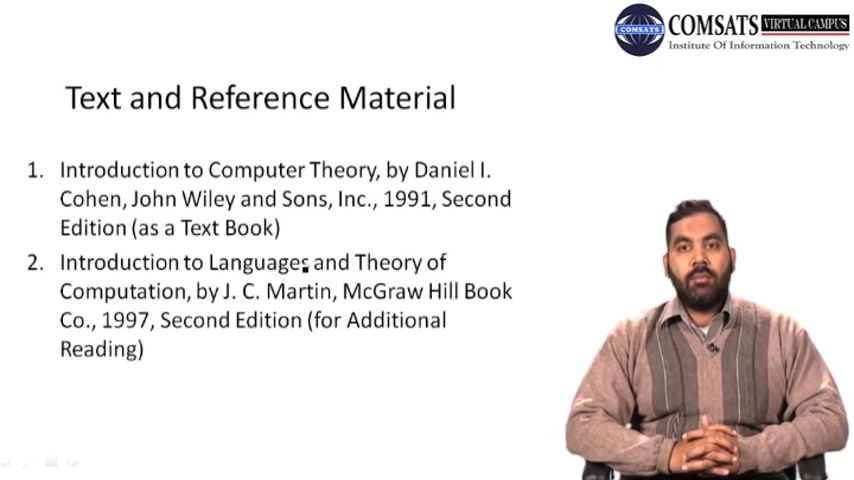 COMSATS VIRTUAL CAMPUS
COMSATS
Institute Of Information Technology
Text and Reference Material
1. Introduction to Computer Theory, by Daniel I.
Cohen, John Wiley and Sons, Inc., 1991, Second
Edition (as a Text Book)
2. Introduction to Languages and Theory of
Computation, by J. C. Martin, McGraw Hill Book
Co., 1997, Second Edition (for Additional
Reading)